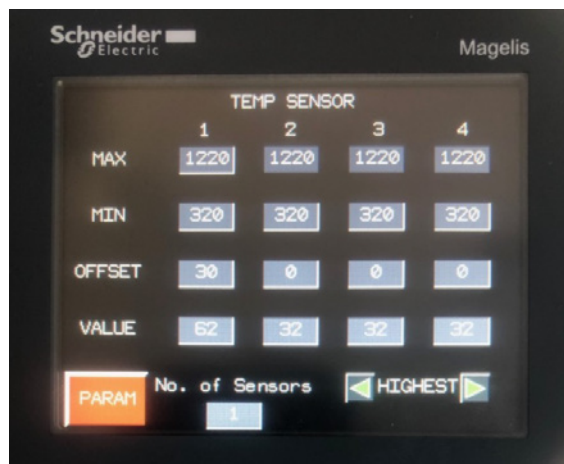 Schneider
Electric
Magelis
TEMP SENSOR
1 2 3 4
MAX 1220 1220 1220 1220
MIN 320 320 320 320
OFFSET 30 0 0 0
VALUE 62 32 32 32
PARAM No. of Sensors HIGHEST
1